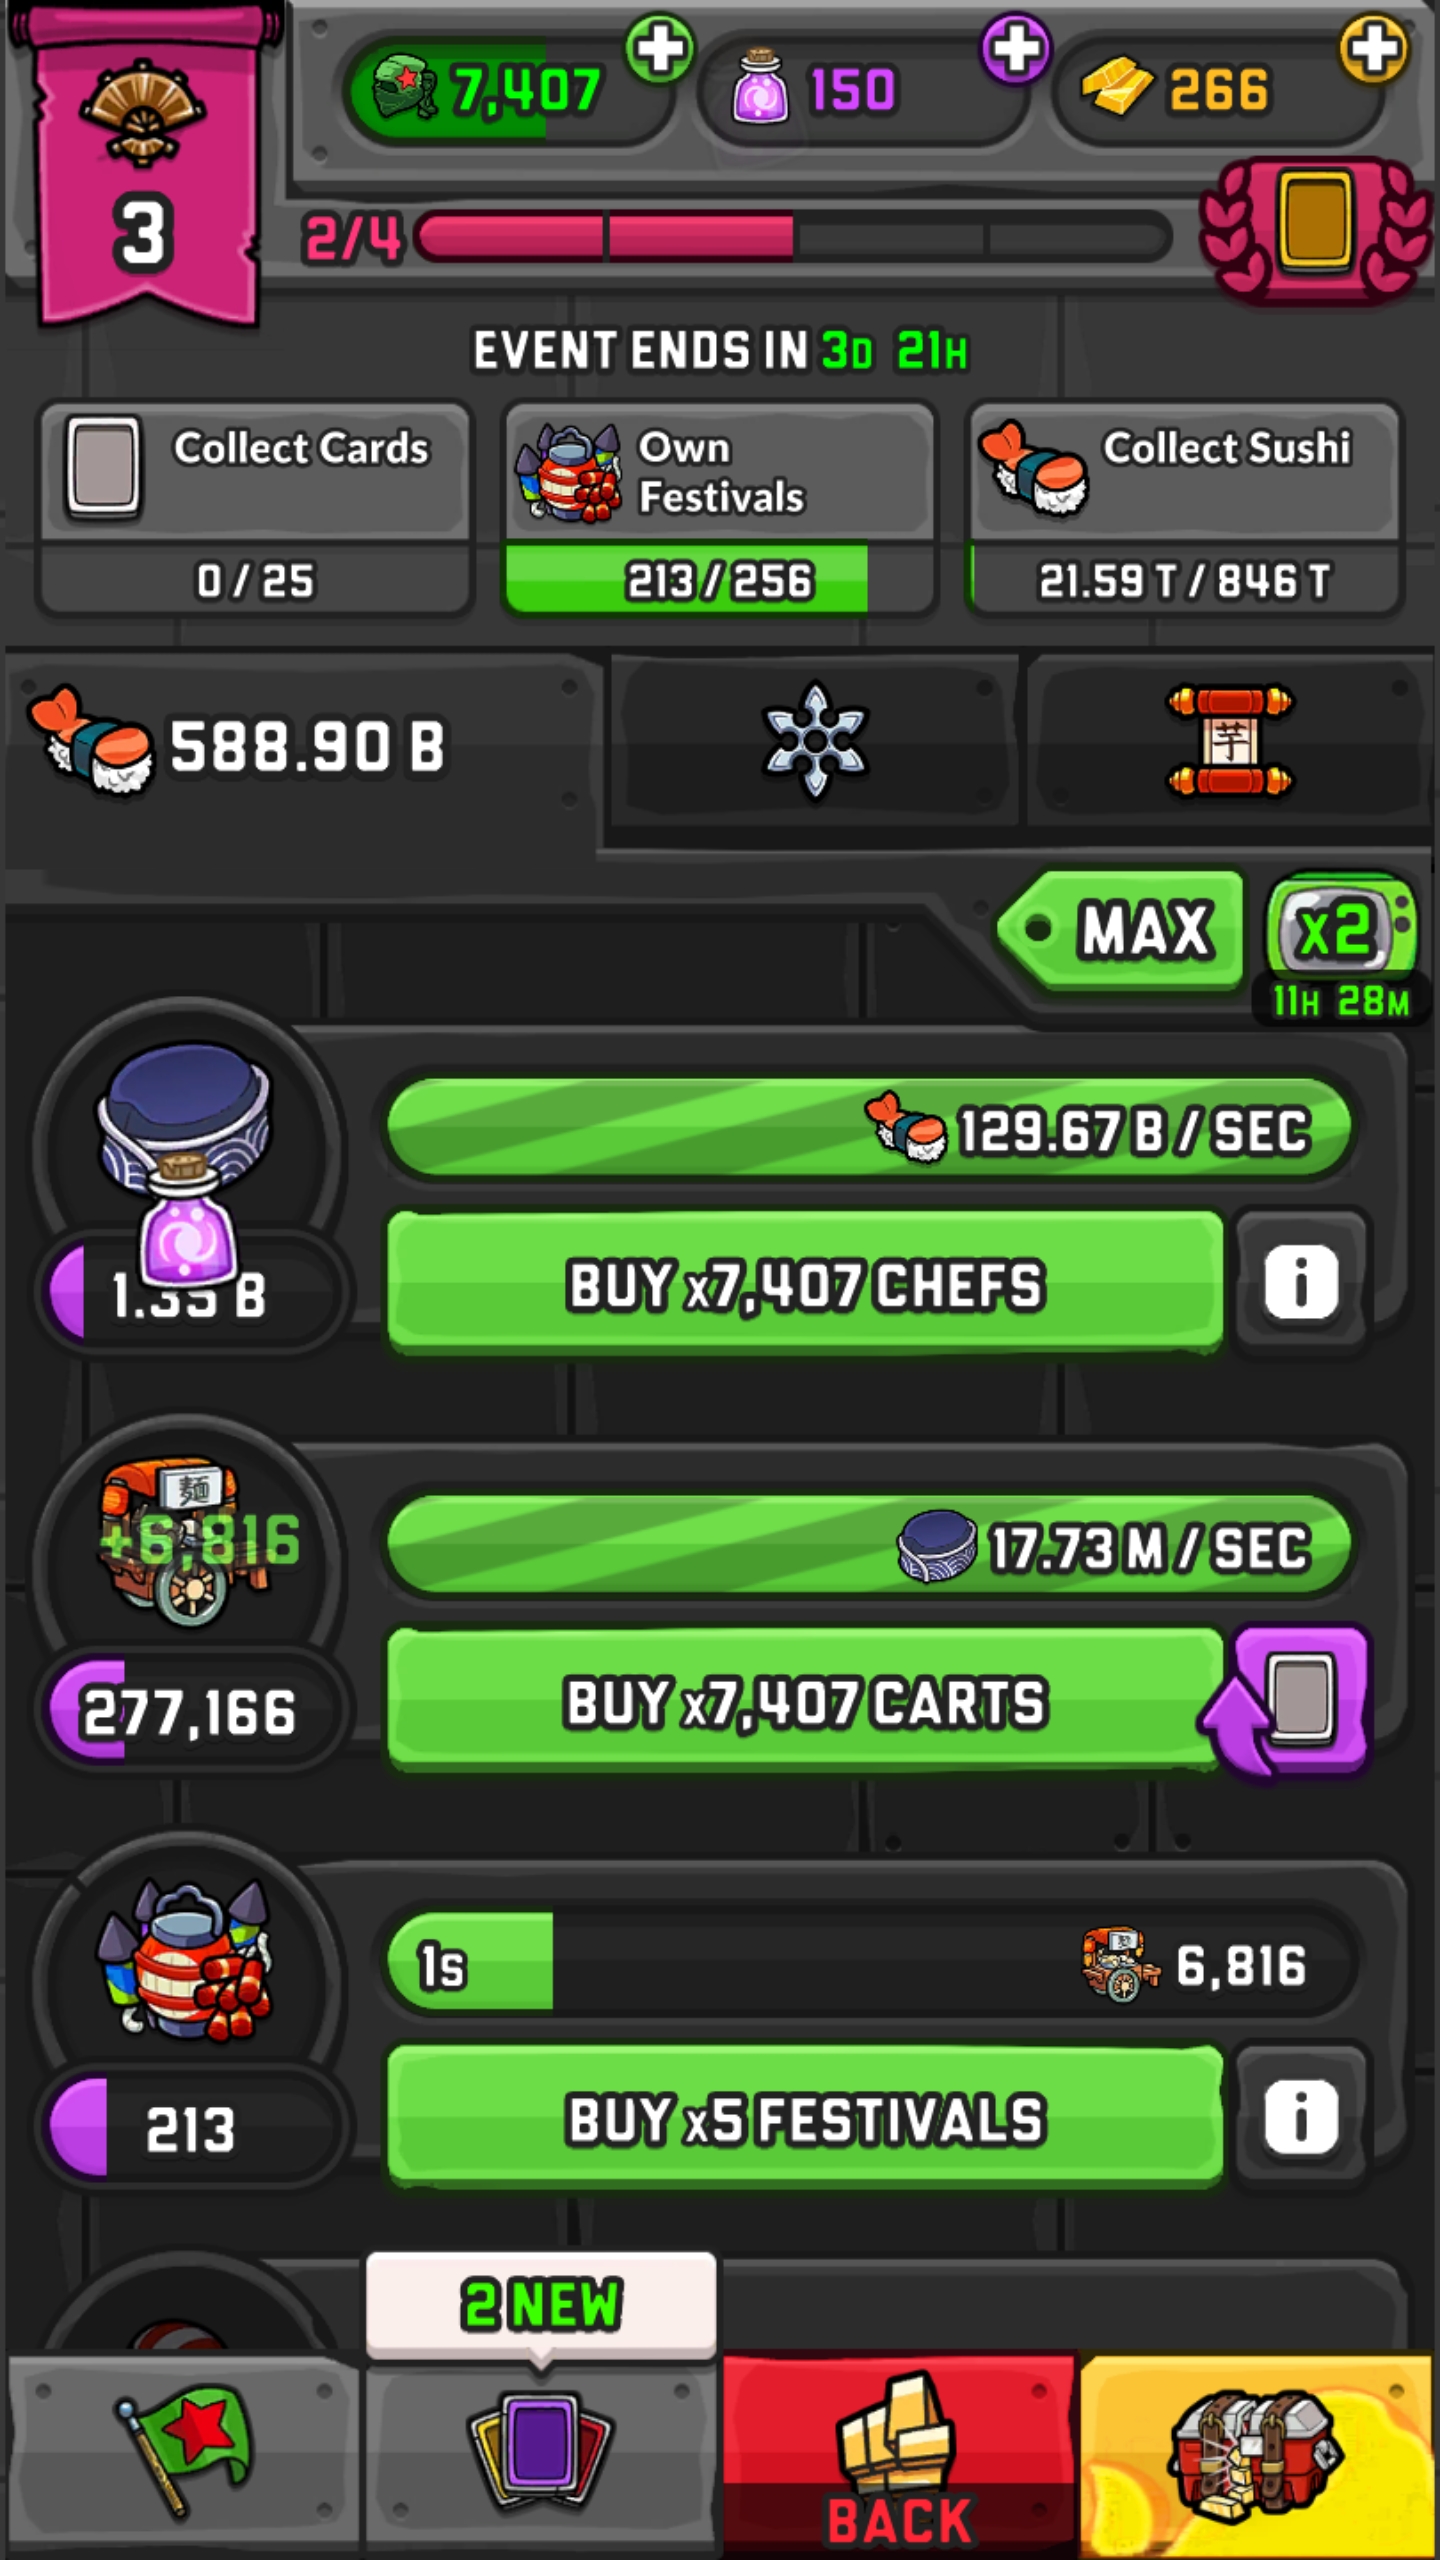 7,407
150
266
3
2/4
EVENT ENDS IN 3D 21H
Collect Cards
0 / 25
Own
Festivals
213 / 256
Collect Sushi
21.59 T / 846 T
588.90 B
芋
MAX
x2
11H 28M
129.67 B / SEC
BUY x7,407 CHEFS
麺
+6,816
17.73 M / SEC
277,166
BUY x7,407 CARTS
1s
6,816
213
BUY x5 FESTIVALS
2 NEW
BACK